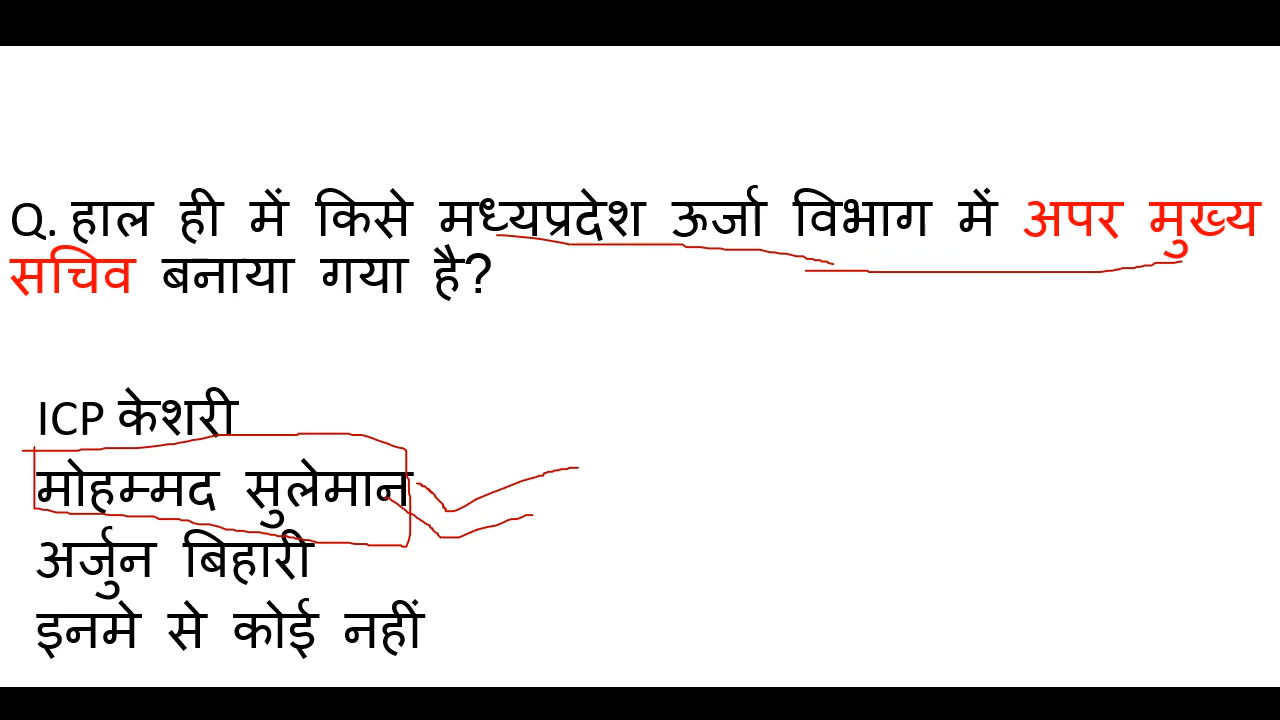 Q. हाल ही में किसे मध्यप्रदेश ऊर्जा विभाग में अपर मुख्य
सचिव बनाया गया है?
ICP केशरी
मोहम्मद सुलेमान
अर्जुन बिहारी
इनमे से कोई नहीं